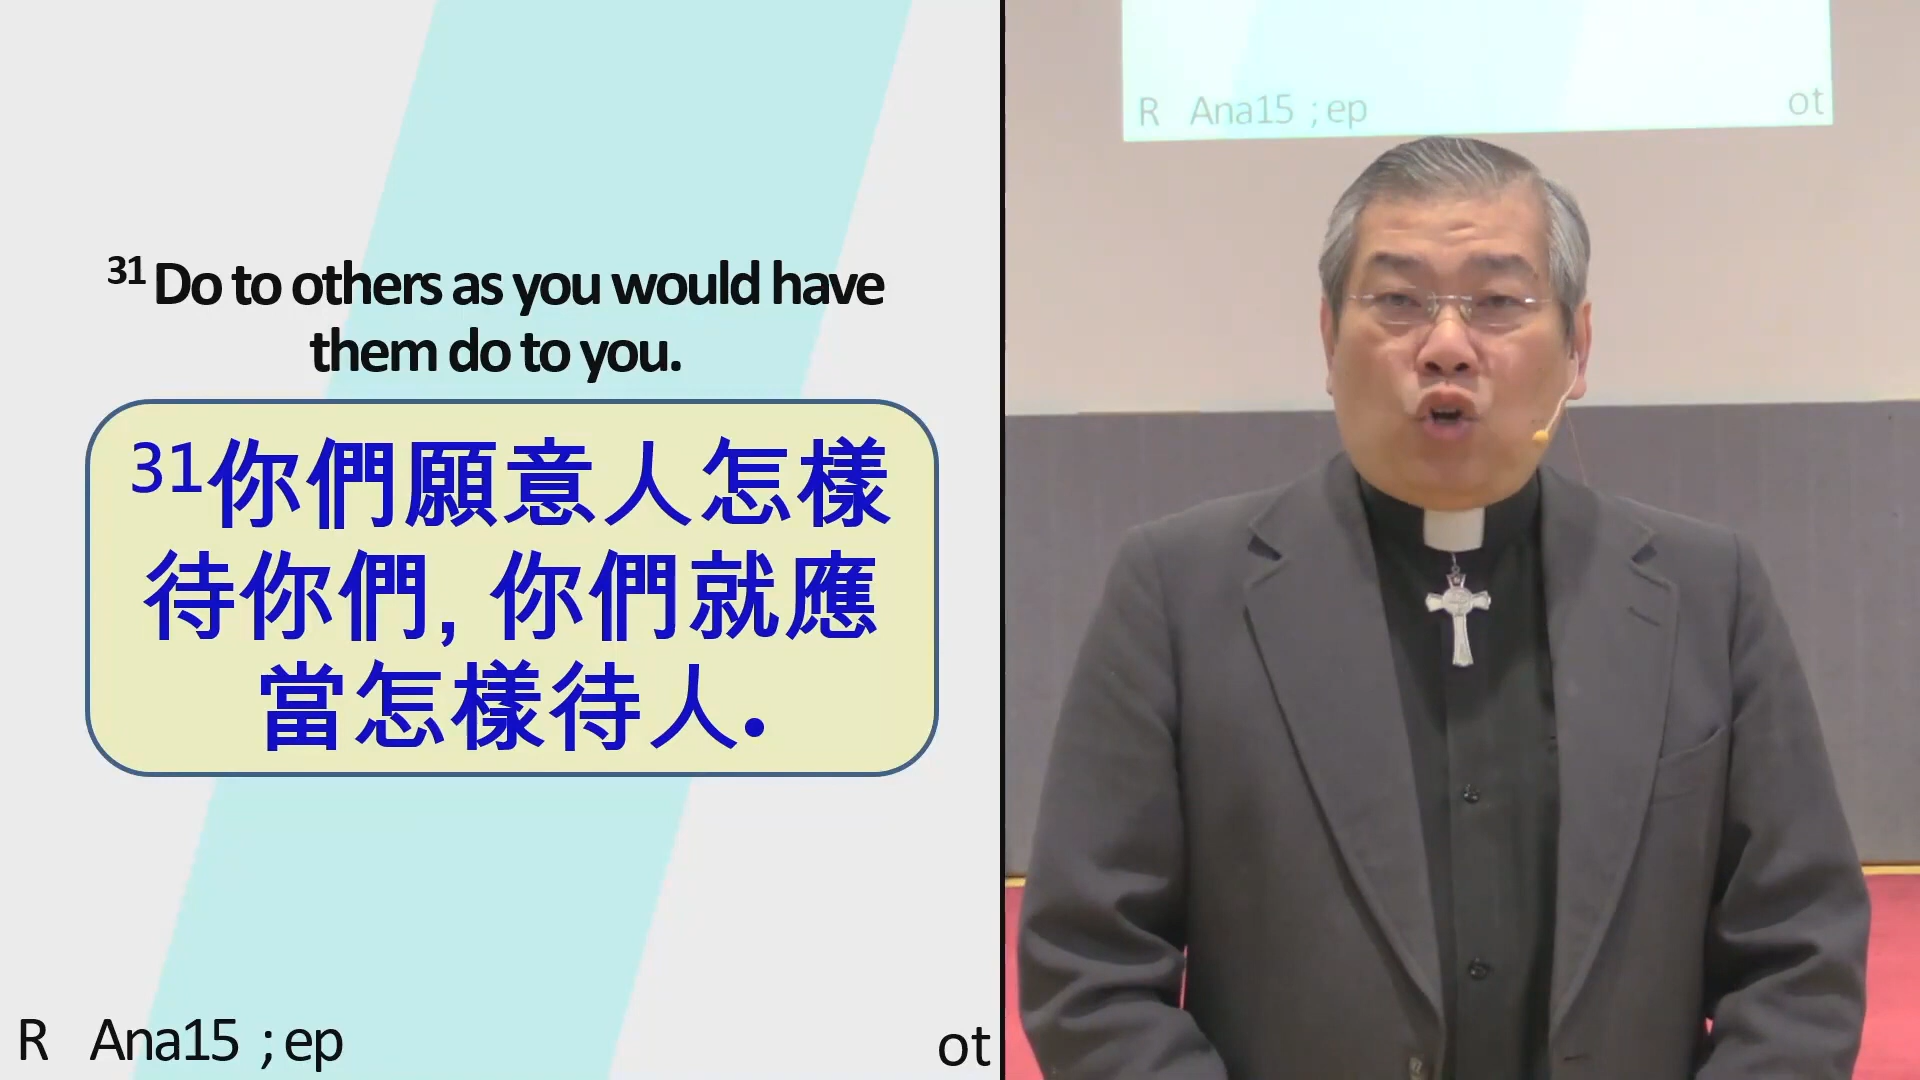 31 Do to others as you would have
them do to you.
31你們願意人怎樣
待你們, 你們就應
當怎樣待人.
R Ana15 ; ep
ot
R Ana15 ; ep
ot